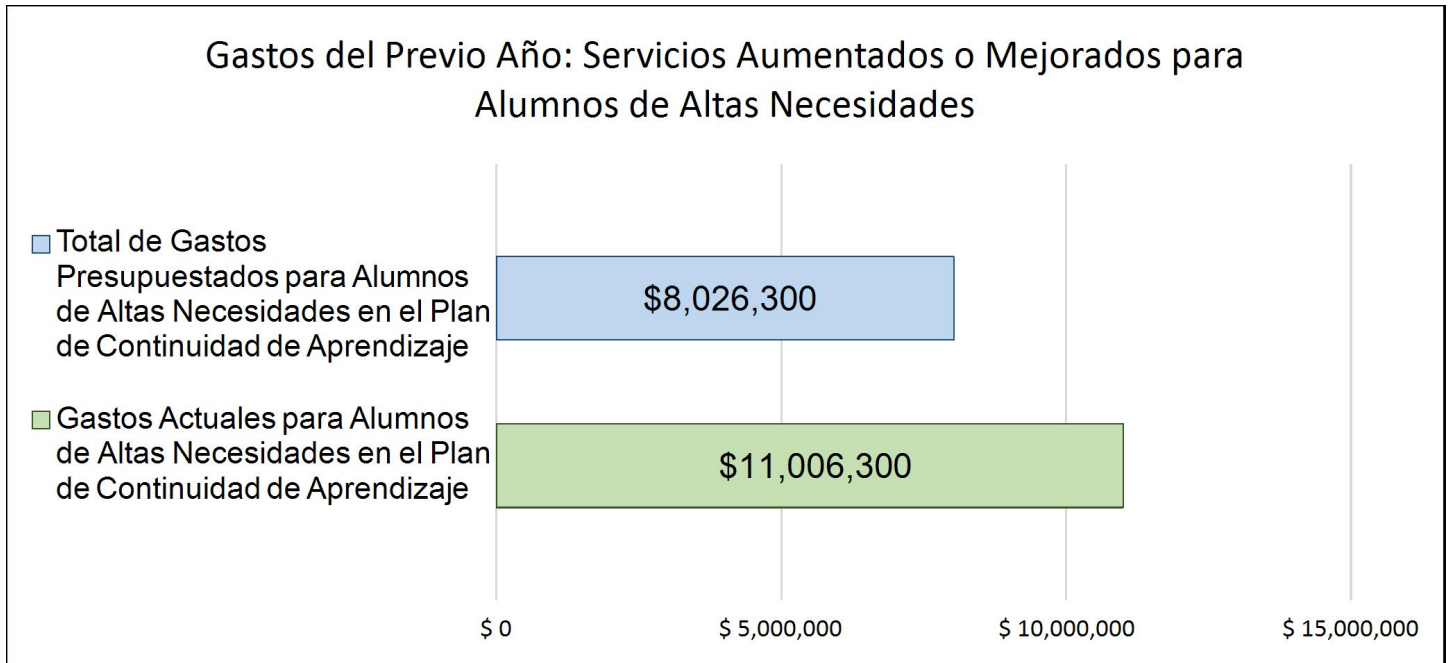 Gastos del Previo Año: Servicios Aumentados o Mejorados para
Alumnos de Altas Necesidades
Total de Gastos
Presupuestados para Alumnos
de Altas Necesidades en el Plan
de Continuidad de Aprendizaje
$8,026,300
Gastos Actuales para Alumnos
de Altas Necesidades en el Plan
de Continuidad de Aprendizaje
$11,006,300
$ 0 $ 5,000,000 $ 10,000,000 $ 15,000,000